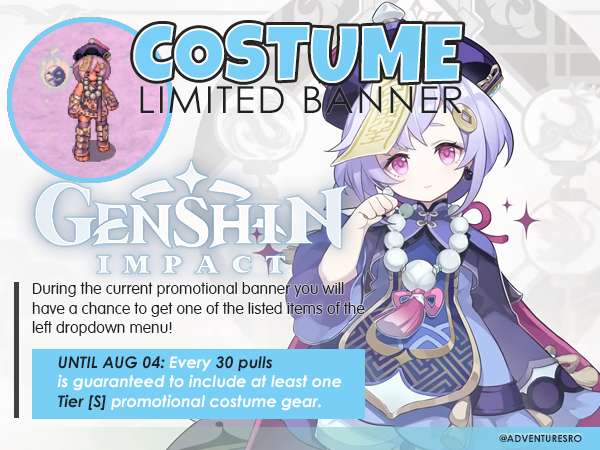 COSTUME
LIMITED BANNER
GENSHIN
IMPACT
During the current promotional banner you will
have a chance to get one of the listed items of the
left dropdown menu!
UNTIL AUG 04: Every 30 pulls
is guaranteed to include at least one
Tier [S] promotional costume gear.
@ADVENTURESRO